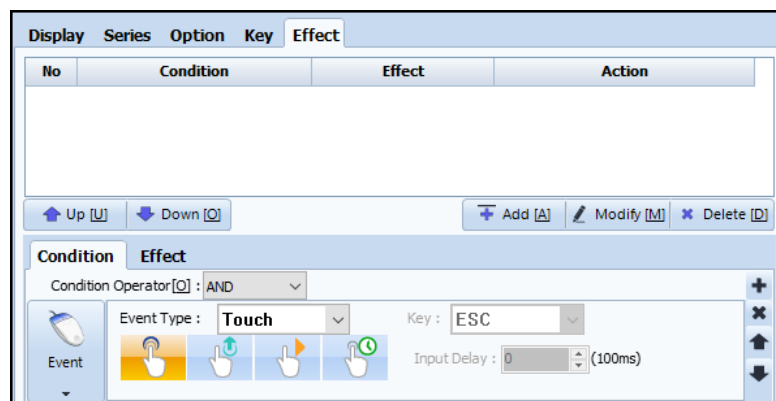 Display Series Option Key Effect
No Condition Effect Action
Up [U] Down [O] Add [A] Modify [M] Delete [D]
Condition Effect
Condition Operator[O] : AND
Event Type : Touch Key : ESC
Event Input Delay : 0 (100ms)